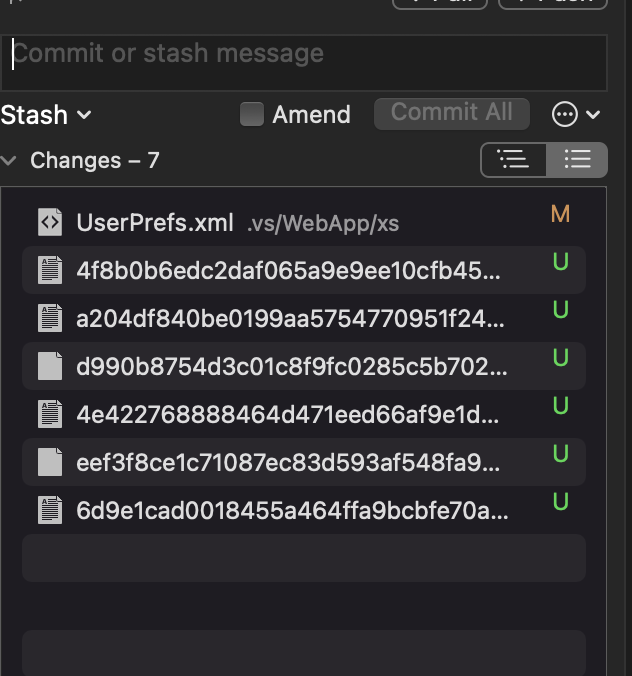 Commit or stash message
Stash Amend Commit All
Changes – 7
UserPrefs.xml .vs/WebApp/xs M
4f8b0b6edc2daf065a9e9ee10cfb45... U
a204df840be0199aa5754770951f24... U
d990b8754d3c01c8f9fc0285c5b702... U
4e422768888464d471eed66af9e1d... U
eef3f8ce1c71087ec83d593af548fa9... U
6d9e1cad0018455a464ffa9bcbfe70a... U